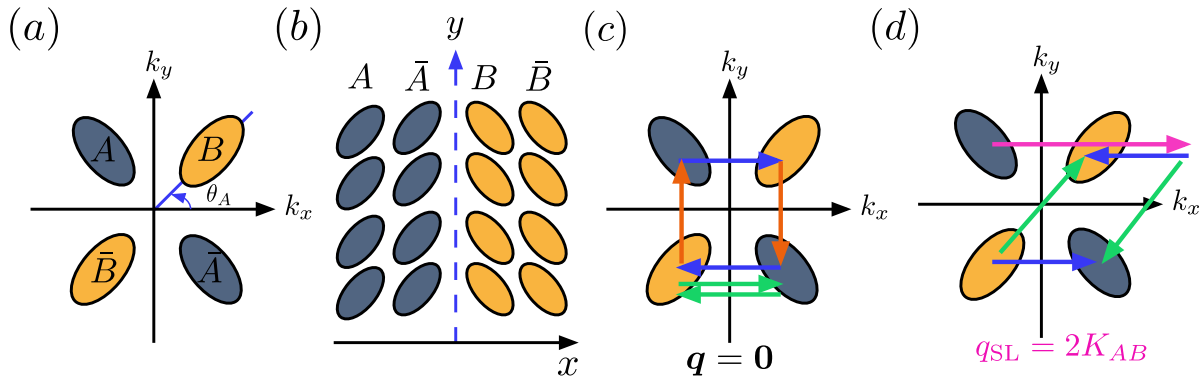 (a)
k_y
A
B
θ_A
k_x
B̄
Ā
(b)
y
A Ā B B̄
x
(c)
k_y
k_x
q = 0
(d)
k_y
k_x
q_SL = 2K_AB